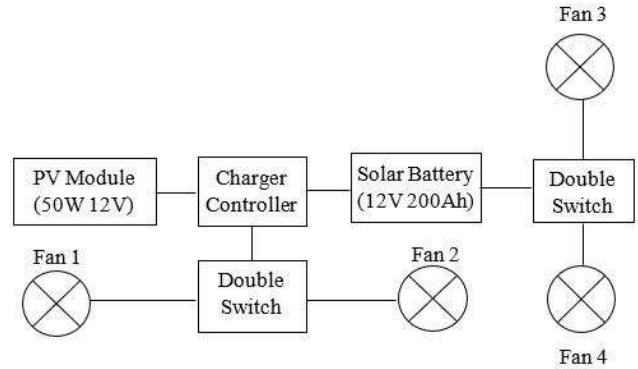 Fan 3
PV Module
(50W 12V)
Charger
Controller
Solar Battery
(12V 200Ah)
Double
Switch
Fan 1
Double
Switch
Fan 2
Fan 4